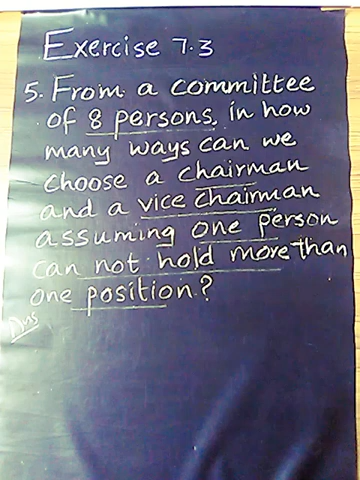 Exercise 7.3
5. From a committee
of 8 persons, in how
many ways can we
choose a chairman
and a vice chairman
assuming one person
can not hold more than
one position?
Ans